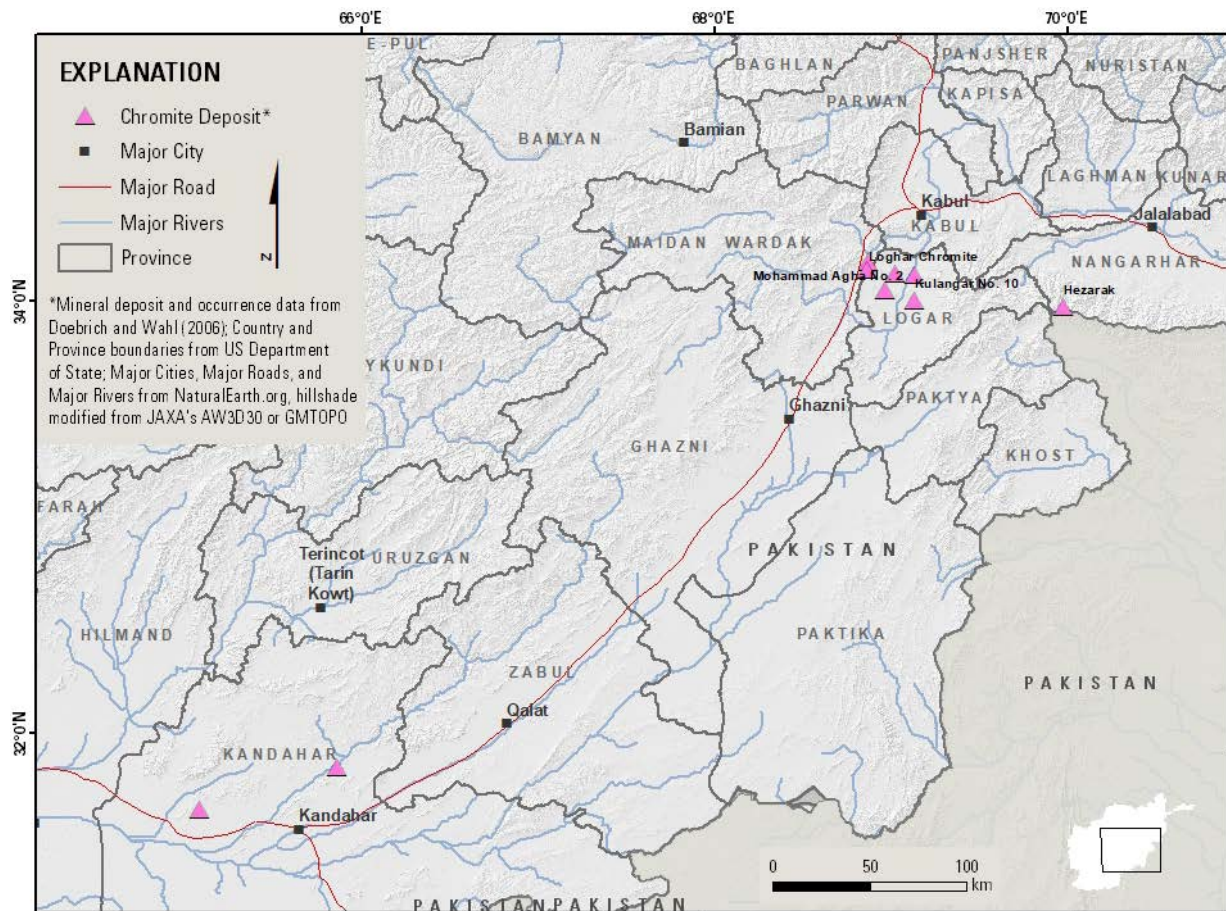 66°0'E 68°0'E 70°0'E
EXPLANATION
Chromite Deposit*
Major City
Major Road
Major Rivers
Province
N
*Mineral deposit and occurrence data from
Doebrich and Wahl (2006); Country and
Province boundaries from US Department
of State; Major Cities, Major Roads, and
Major Rivers from NaturalEarth.org, hillshade
modified from JAXA's AW3D30 or GMTOPO
E-PUL
BAGHLAN
PANJSHER
NURISTAN
KAPISA
PARWAN
BAMYAN
Bamian
LAGHMAN
KUNAR
Kabul
KABUL
Jalalabad
MAIDAN WARDAK
NANGARHAR
Loghar Chromite
Mohammad Agha No. 2
Kulangar No. 10
Hezarak
34°0'N
LOGAR
YKUNDI
PAKTYA
Ghazni
GHAZNI
KHOST
FARAH
PAKISTAN
URUZGAN
Terincot
(Tarin
Kowt)
HILMAND
PAKTIKA
ZABUL
PAKISTAN
Qalat
32°0'N
KANDAHAR
Kandahar
0 50 100
km
PAKISTAN
PAKISTAN